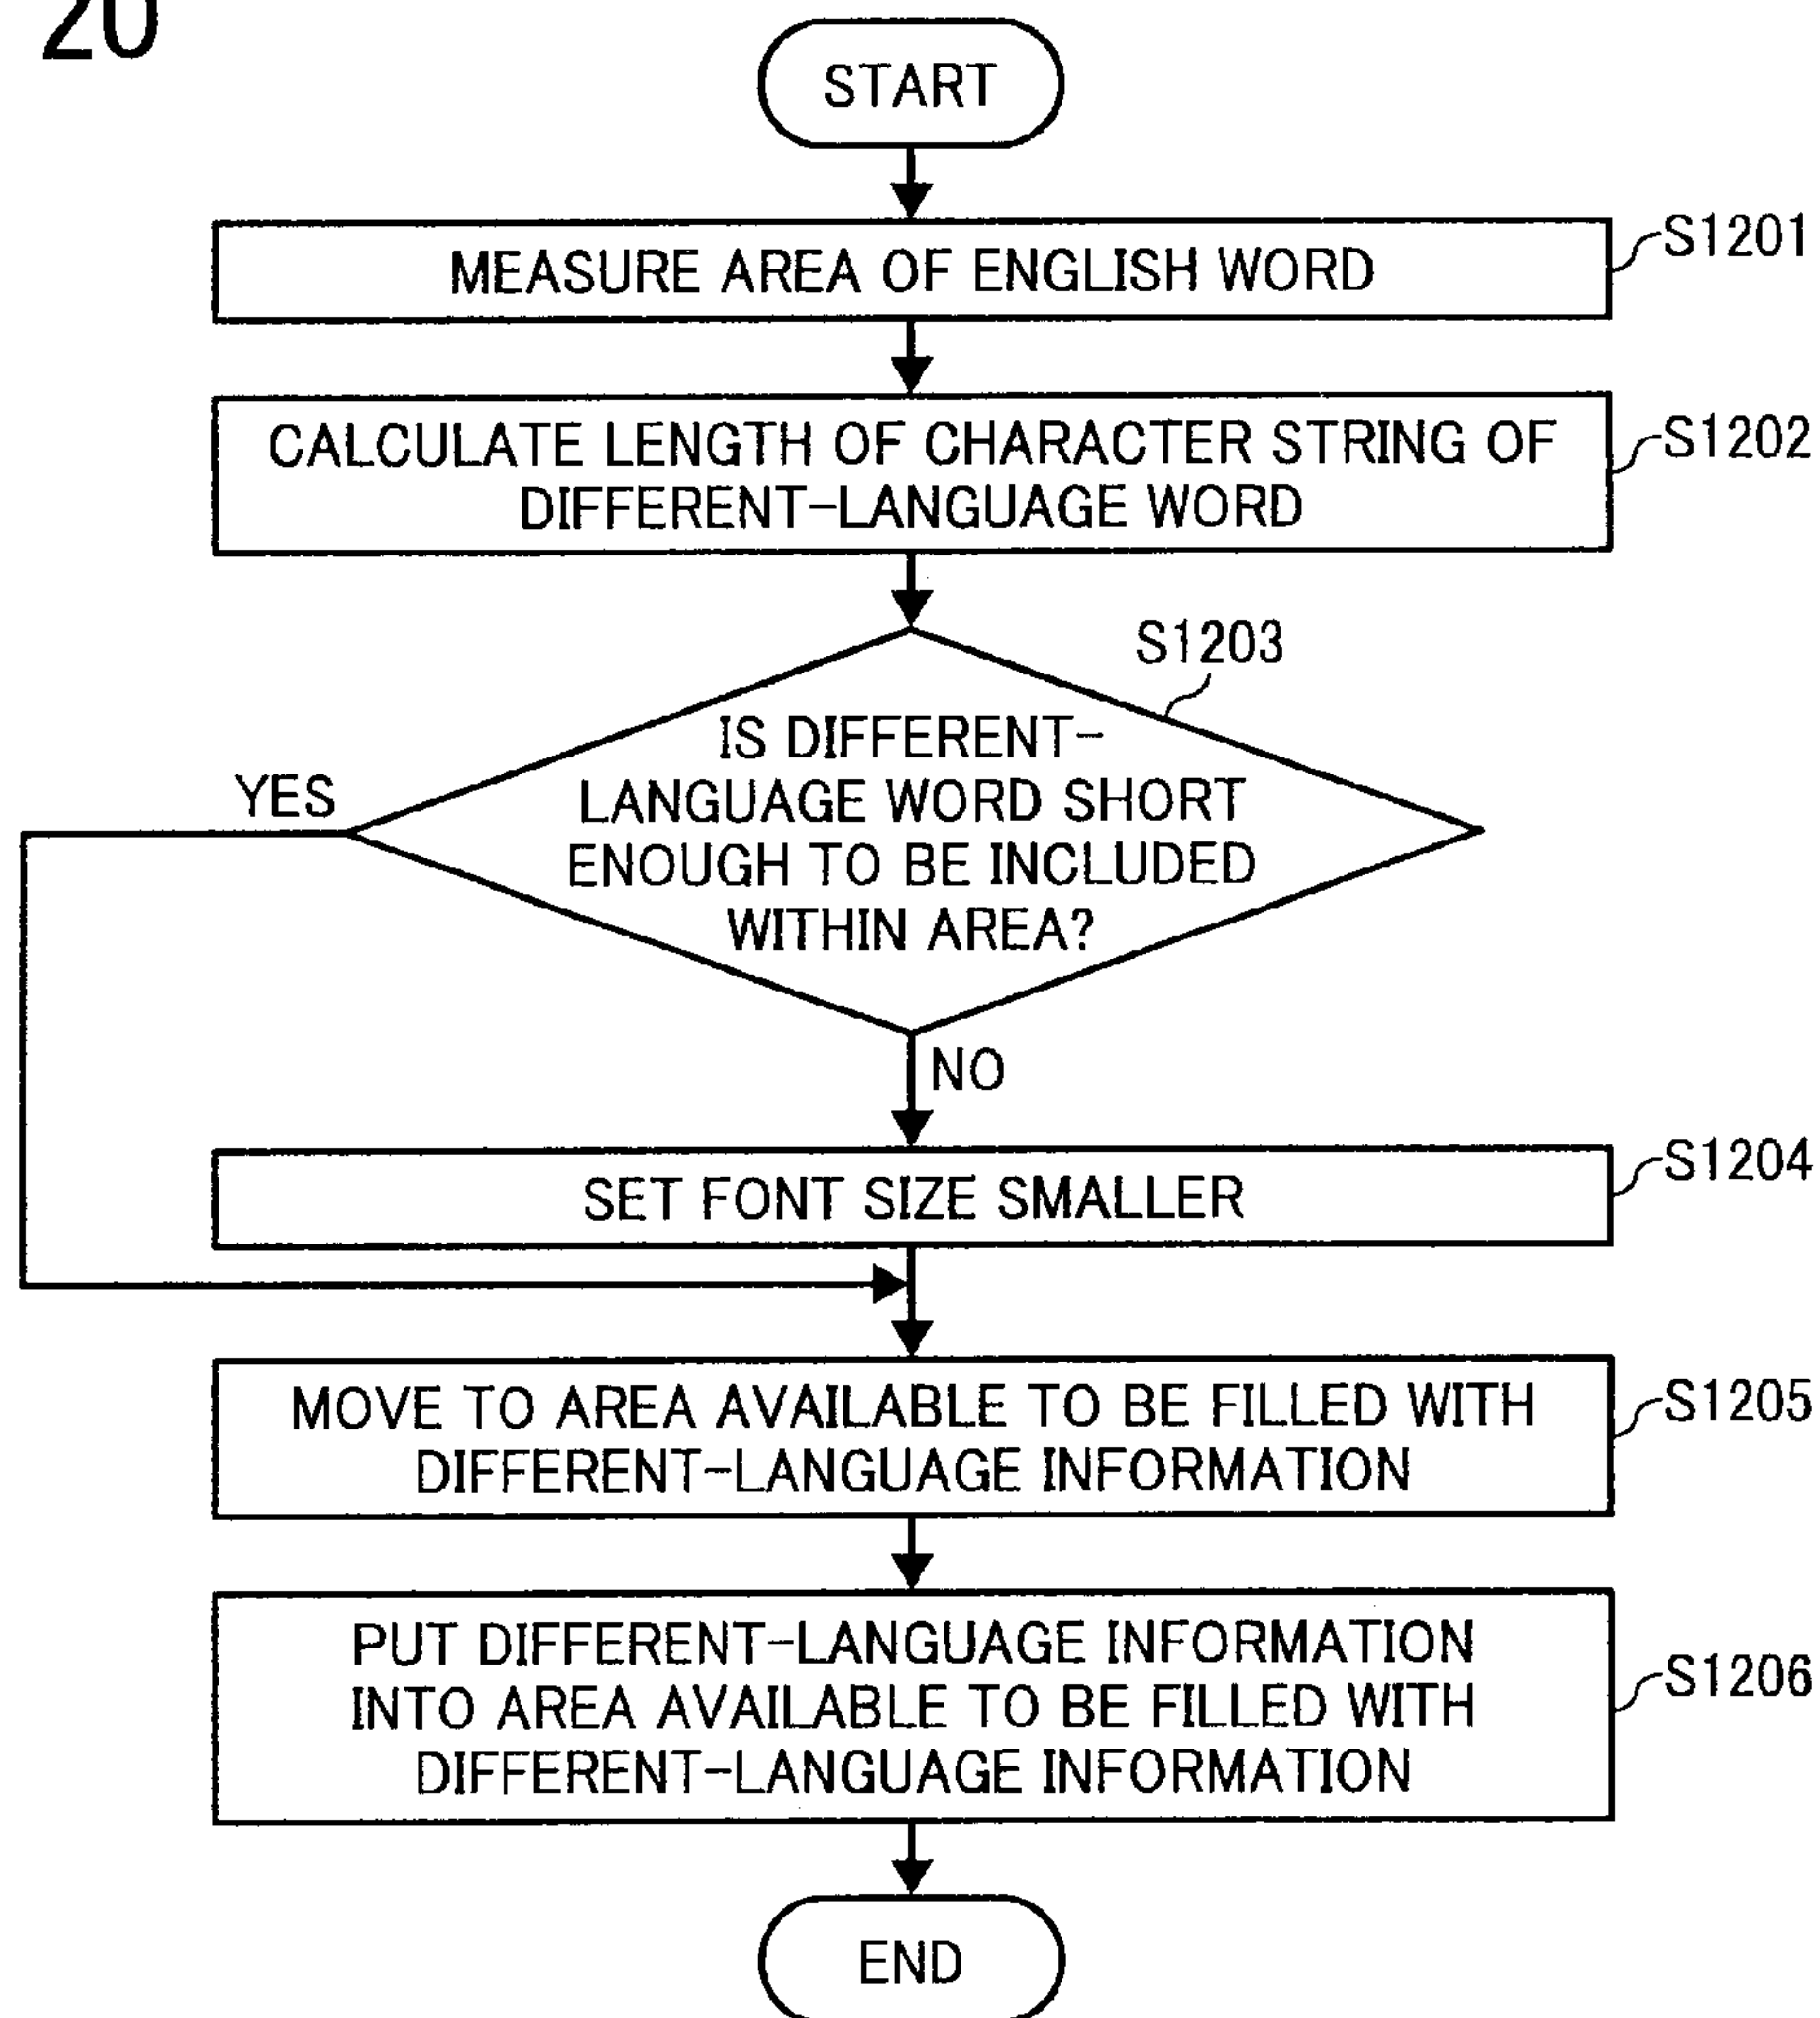 20
START
MEASURE AREA OF ENGLISH WORD
S1201
CALCULATE LENGTH OF CHARACTER STRING OF
DIFFERENT-LANGUAGE WORD
S1202
S1203
IS DIFFERENT-
LANGUAGE WORD SHORT
ENOUGH TO BE INCLUDED
WITHIN AREA?
YES
NO
SET FONT SIZE SMALLER
S1204
MOVE TO AREA AVAILABLE TO BE FILLED WITH
DIFFERENT-LANGUAGE INFORMATION
S1205
PUT DIFFERENT-LANGUAGE INFORMATION
INTO AREA AVAILABLE TO BE FILLED WITH
DIFFERENT-LANGUAGE INFORMATION
S1206
END